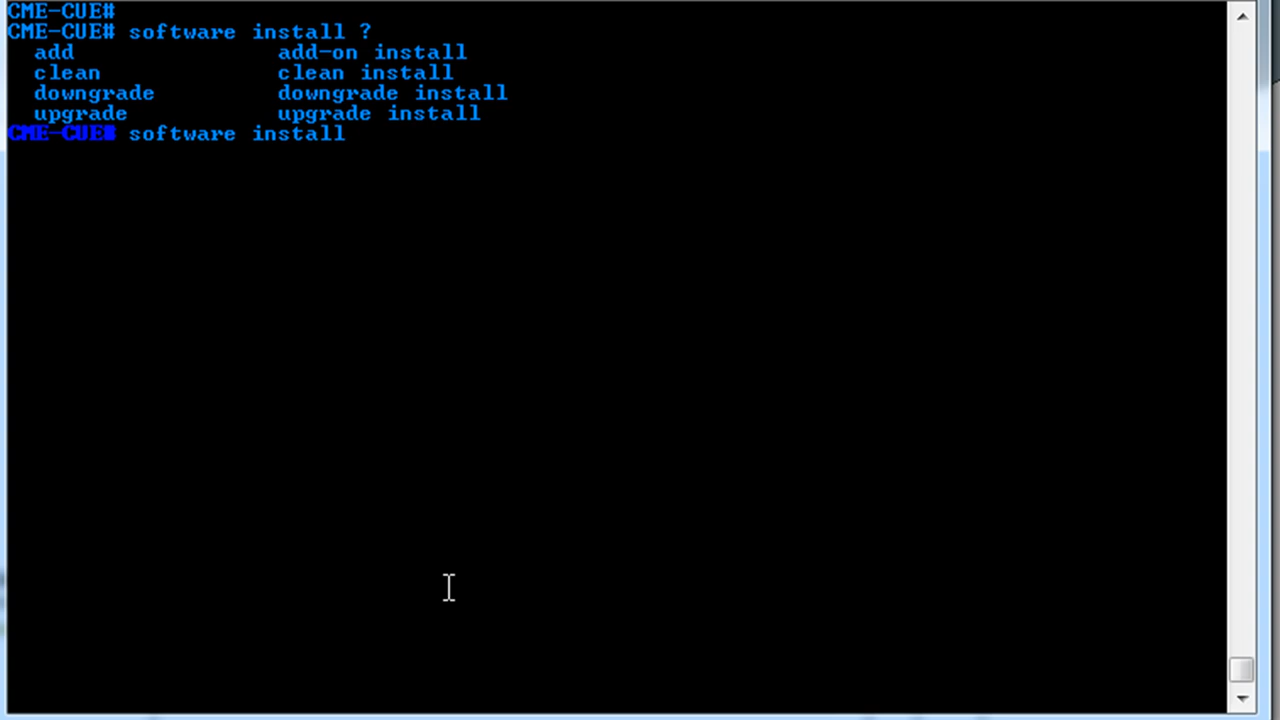 CME-CUE#
CME-CUE# software install ?
add add-on install
clean clean install
downgrade downgrade install
upgrade upgrade install
CME-CUE# software install